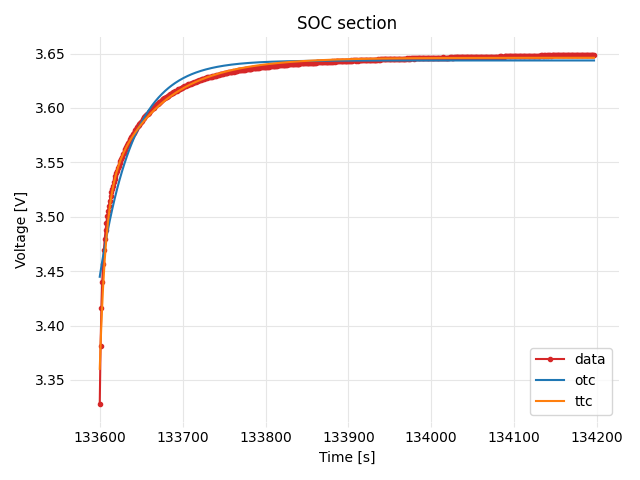 SOC section
3.65
3.60
3.55
3.50
3.45
3.40
3.35
Voltage [V]
data
otc
ttc
133600 133700 133800 133900 134000 134100 134200
Time [s]